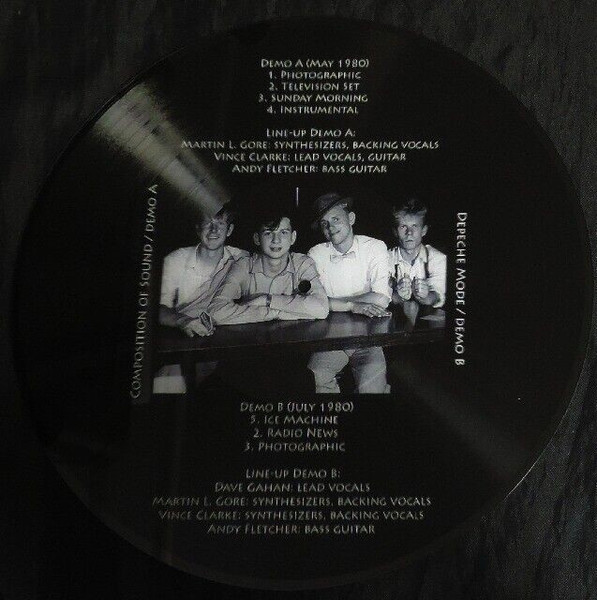 Demo A (May 1980)
1. Photographic
2. Television Set
3. Sunday Morning
4. Instrumental
Line-up Demo A:
Martin L. Gore: synthesizers, backing vocals
Vince Clarke: lead vocals, guitar
Andy Fletcher: bass guitar
Composition of Sound / Demo A
Depeche Mode / Demo B
Demo B (July 1980)
5. Ice Machine
2. Radio News
3. Photographic
Line-up Demo B:
Dave Gahan: lead vocals
Martin L. Gore: synthesizers, backing vocals
Vince Clarke: synthesizers, backing vocals
Andy Fletcher: bass guitar